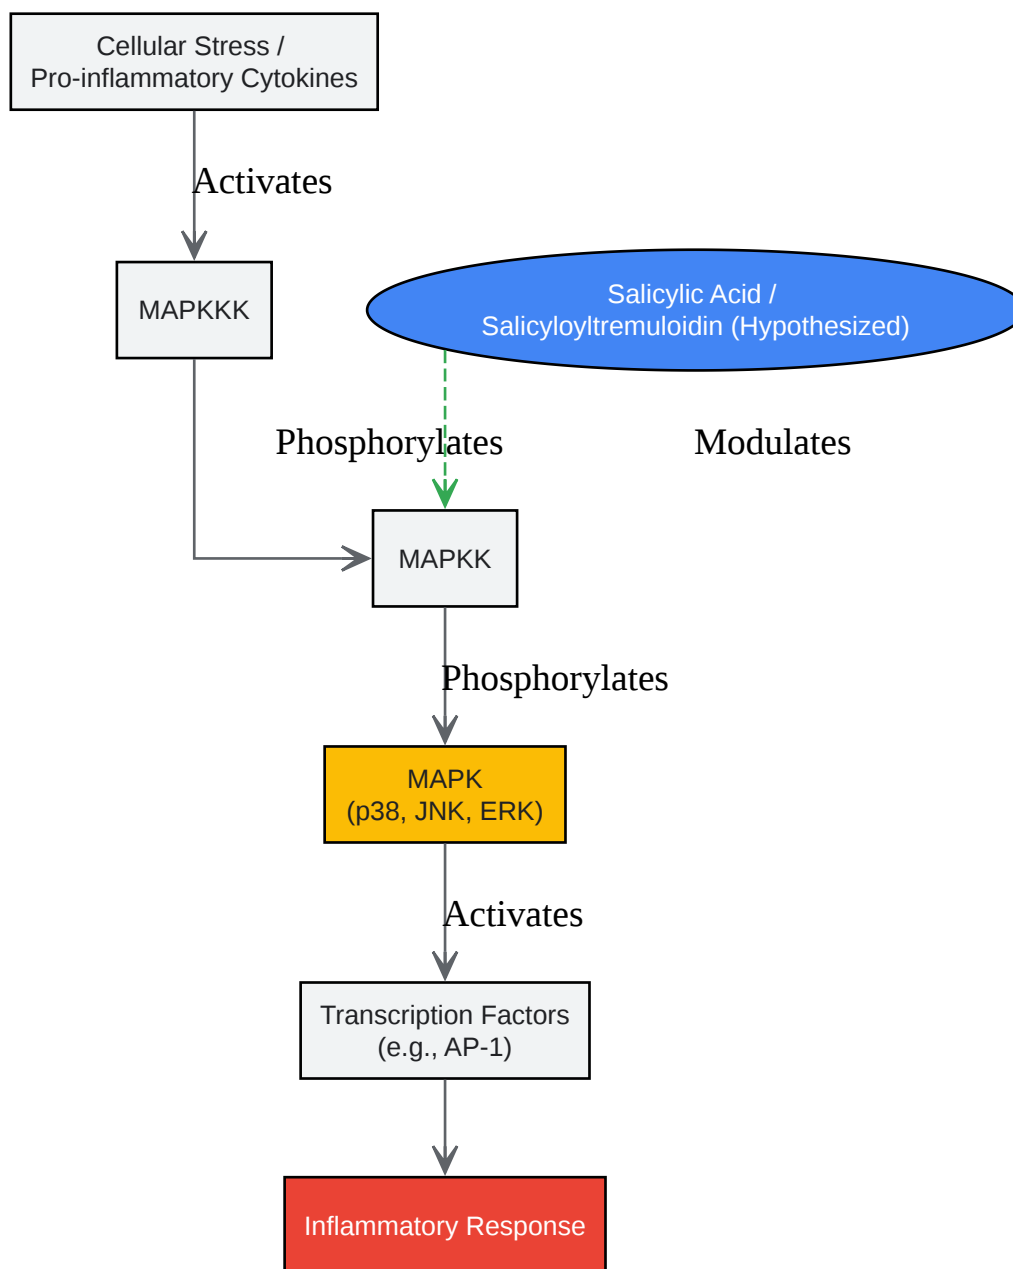 Cellular Stress /
Pro-inflammatory Cytokines
Activates
MAPKKK
Salicylic Acid /
Salicyloyltremuloidin (Hypothesized)
Phosphorylates
Modulates
MAPKK
Phosphorylates
MAPK
(p38, JNK, ERK)
Activates
Transcription Factors
(e.g., AP-1)
Inflammatory Response